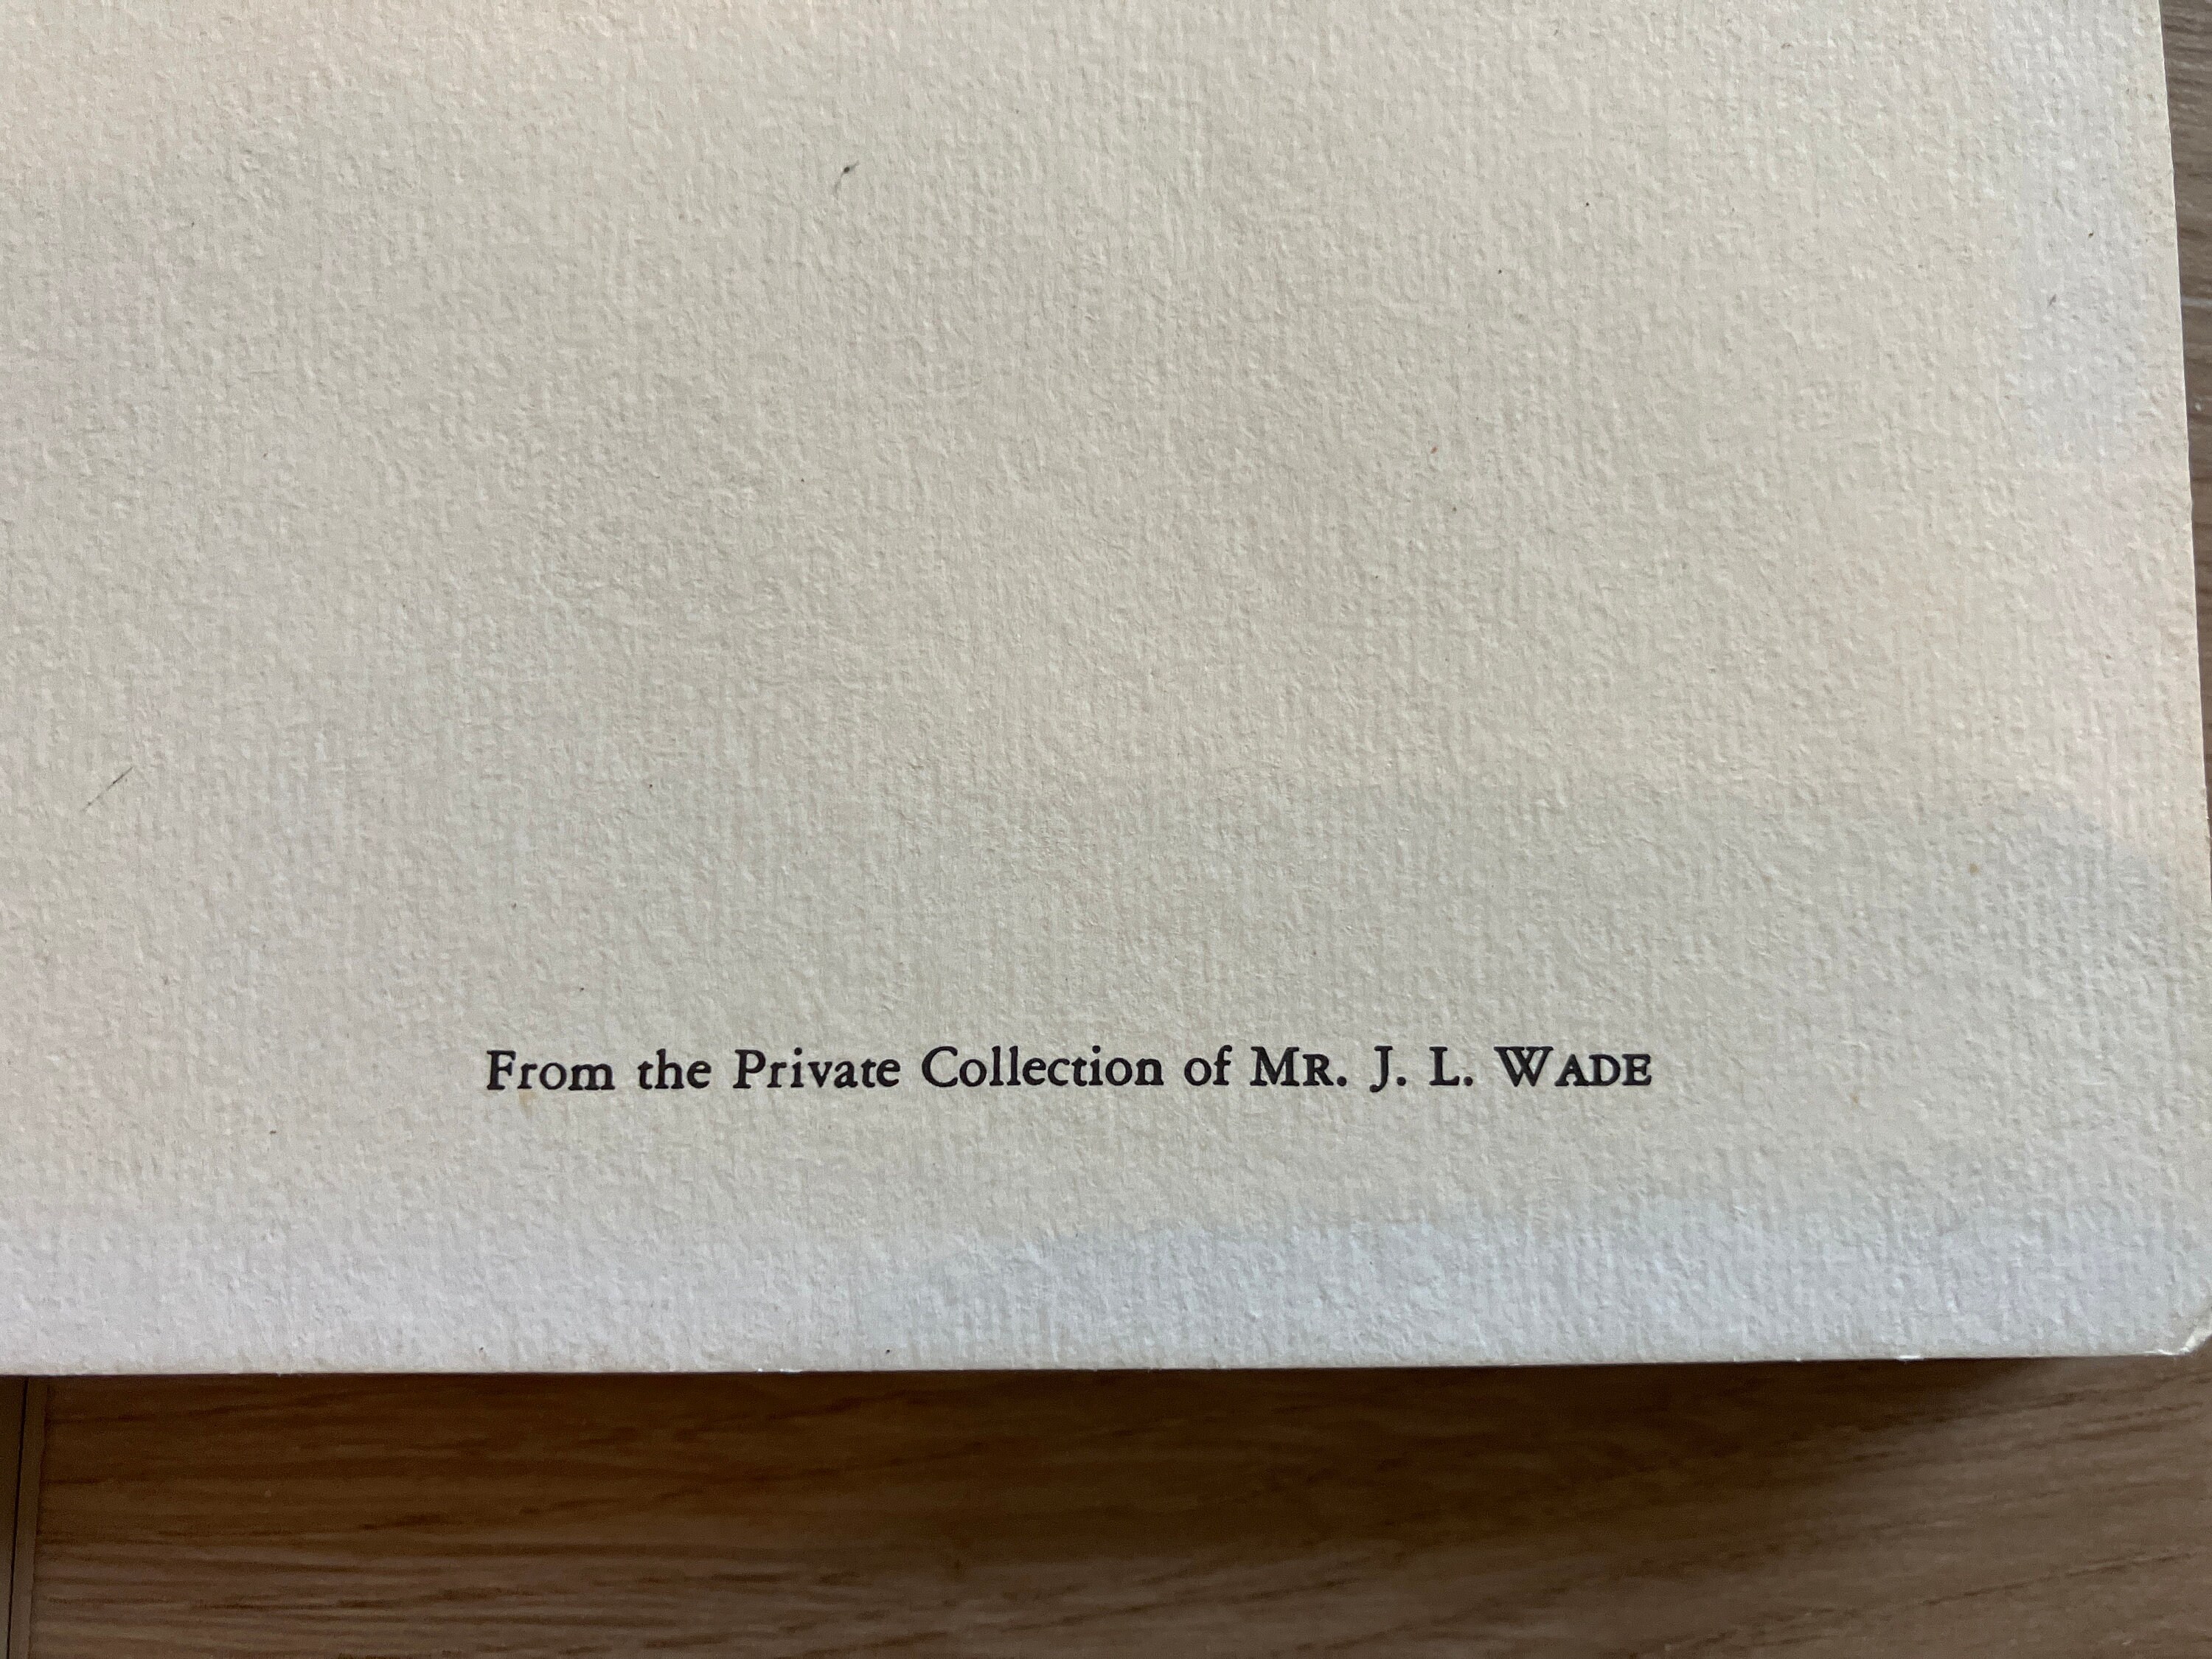 From the Private Collection of MR. J. L. WADE